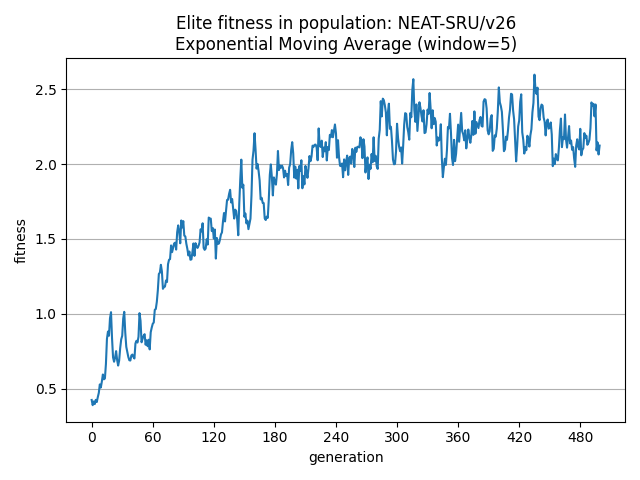 Elite fitness in population: NEAT-SRU/v26
Exponential Moving Average (window=5)
fitness
2.5
2.0
1.5
1.0
0.5
0 60 120 180 240 300 360 420 480
generation